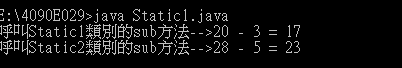 E:\4090E029>java Static1.java
呼叫Static1類別的sub方法-->20 - 3 = 17
呼叫Static2類別的sub方法-->28 - 5 = 23